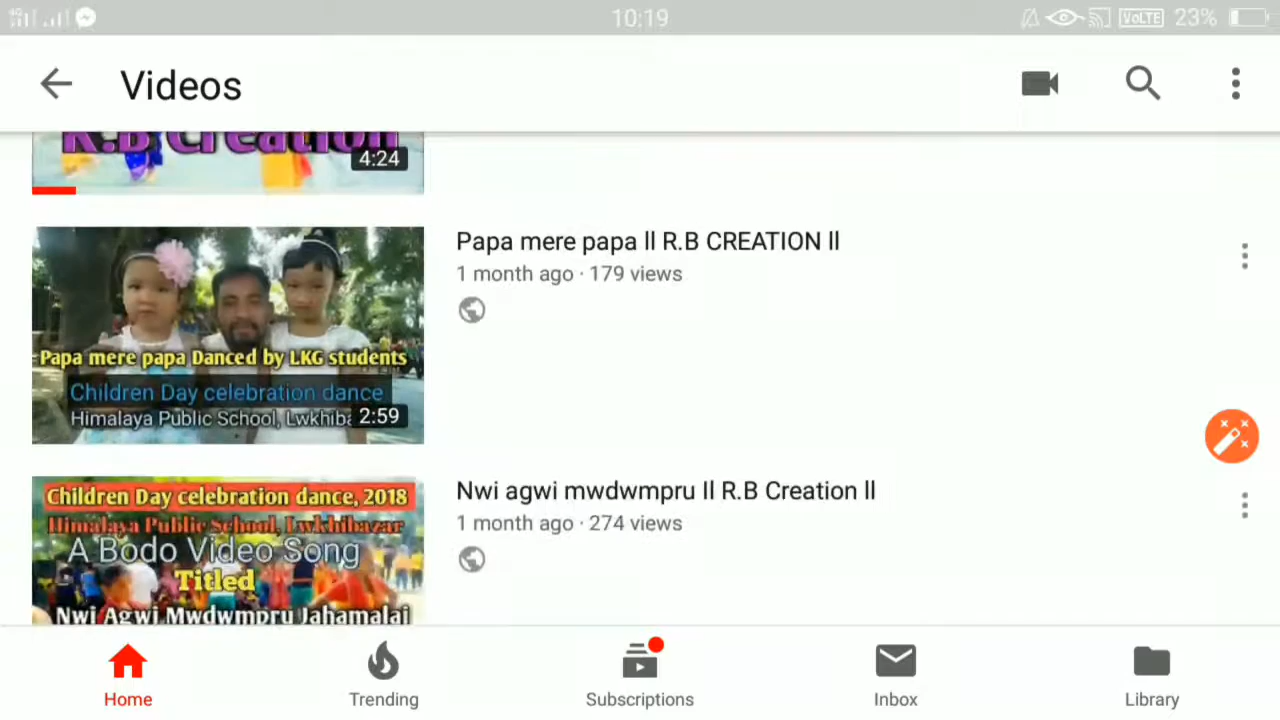 4G
10:19
VoLTE
23%
Videos
R.B Creation
4:24
Papa mere papa ll R.B CREATION ll
1 month ago · 179 views
Papa mere papa Danced by LKG students
Children Day celebration dance
Himalaya Public School, Lwkhiba
2:59
Nwi agwi mwdwmpru ll R.B Creation ll
1 month ago · 274 views
Children Day celebration dance, 2018
Himalaya Public School, Lwkhibazar
A Bodo Video Song
Titled
Nwi Agwi Mwdwmpru Jahamalai
Home
Trending
Subscriptions
Inbox
Library